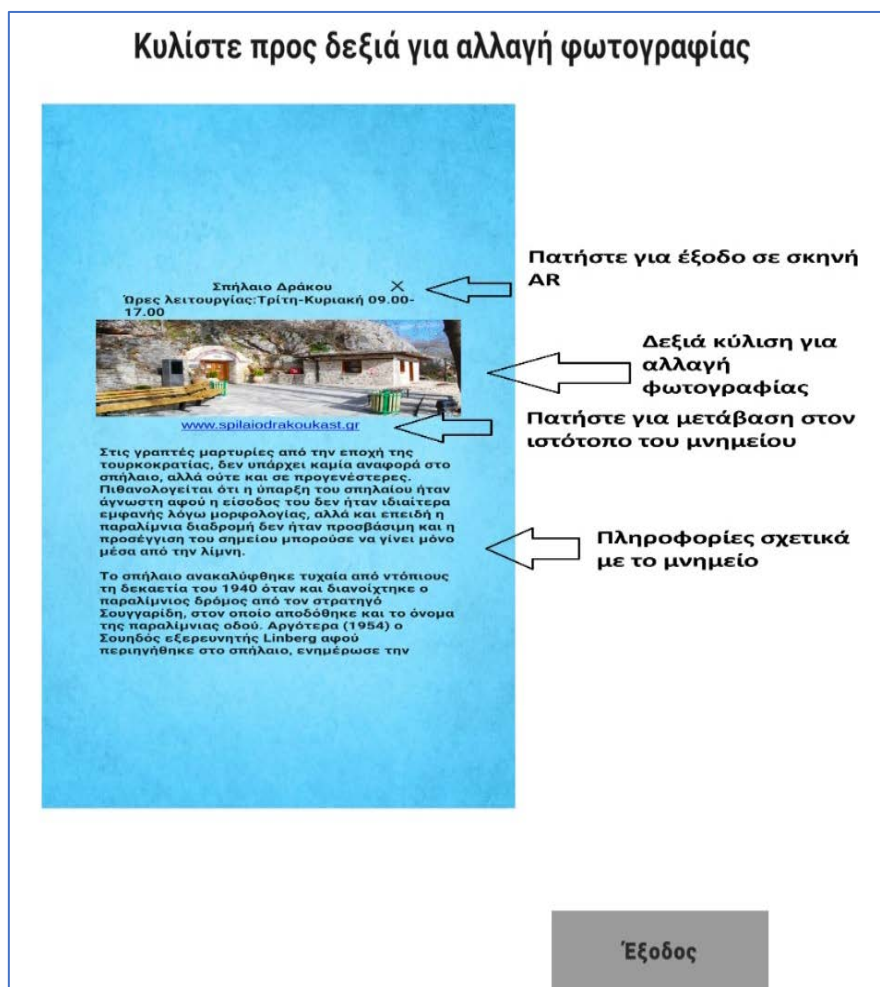 Κυλίστε προς δεξιά για αλλαγή φωτογραφίας
Σπήλαιο Δράκου
Ώρες λειτουργίας:Τρίτη-Κυριακή 09.00-
17.00
www.spilaiodrakoukast.gr
Στις γραπτές μαρτυρίες από την εποχή της
τουρκοκρατίας, δεν υπάρχει καμία αναφορά στο
σπήλαιο, αλλά ούτε και σε προγενέστερες.
Πιθανολογείται ότι η ύπαρξη του σπηλαίου ήταν
άγνωστη αφού η είσοδος του δεν ήταν ιδιαίτερα
εμφανής λόγω μορφολογίας, αλλά και επειδή η
παραλίμνια διαδρομή δεν ήταν προσβάσιμη και η
προσέγγιση του σημείου μπορούσε να γίνει μόνο
μέσα από την λίμνη.
Το σπήλαιο ανακαλύφθηκε τυχαία από ντόπιους
τη δεκαετία του 1940 όταν και διανοίχτηκε ο
παραλίμνιος δρόμος από τον στρατηγό
Σουγγαρίδη, στον οποίο αποδόθηκε και το όνομα
της παραλίμνιας οδού. Αργότερα (1954) ο
Σουηδός εξερευνητής Linberg αφού
περιηγήθηκε στο σπήλαιο, ενημέρωσε την
Πατήστε για έξοδο σε σκηνή
AR
Δεξιά κύλιση για
αλλαγή
φωτογραφίας
Πατήστε για μετάβαση στον
ιστότοπο του μνημείου
Πληροφορίες σχετικά
με το μνημείο
Έξοδος